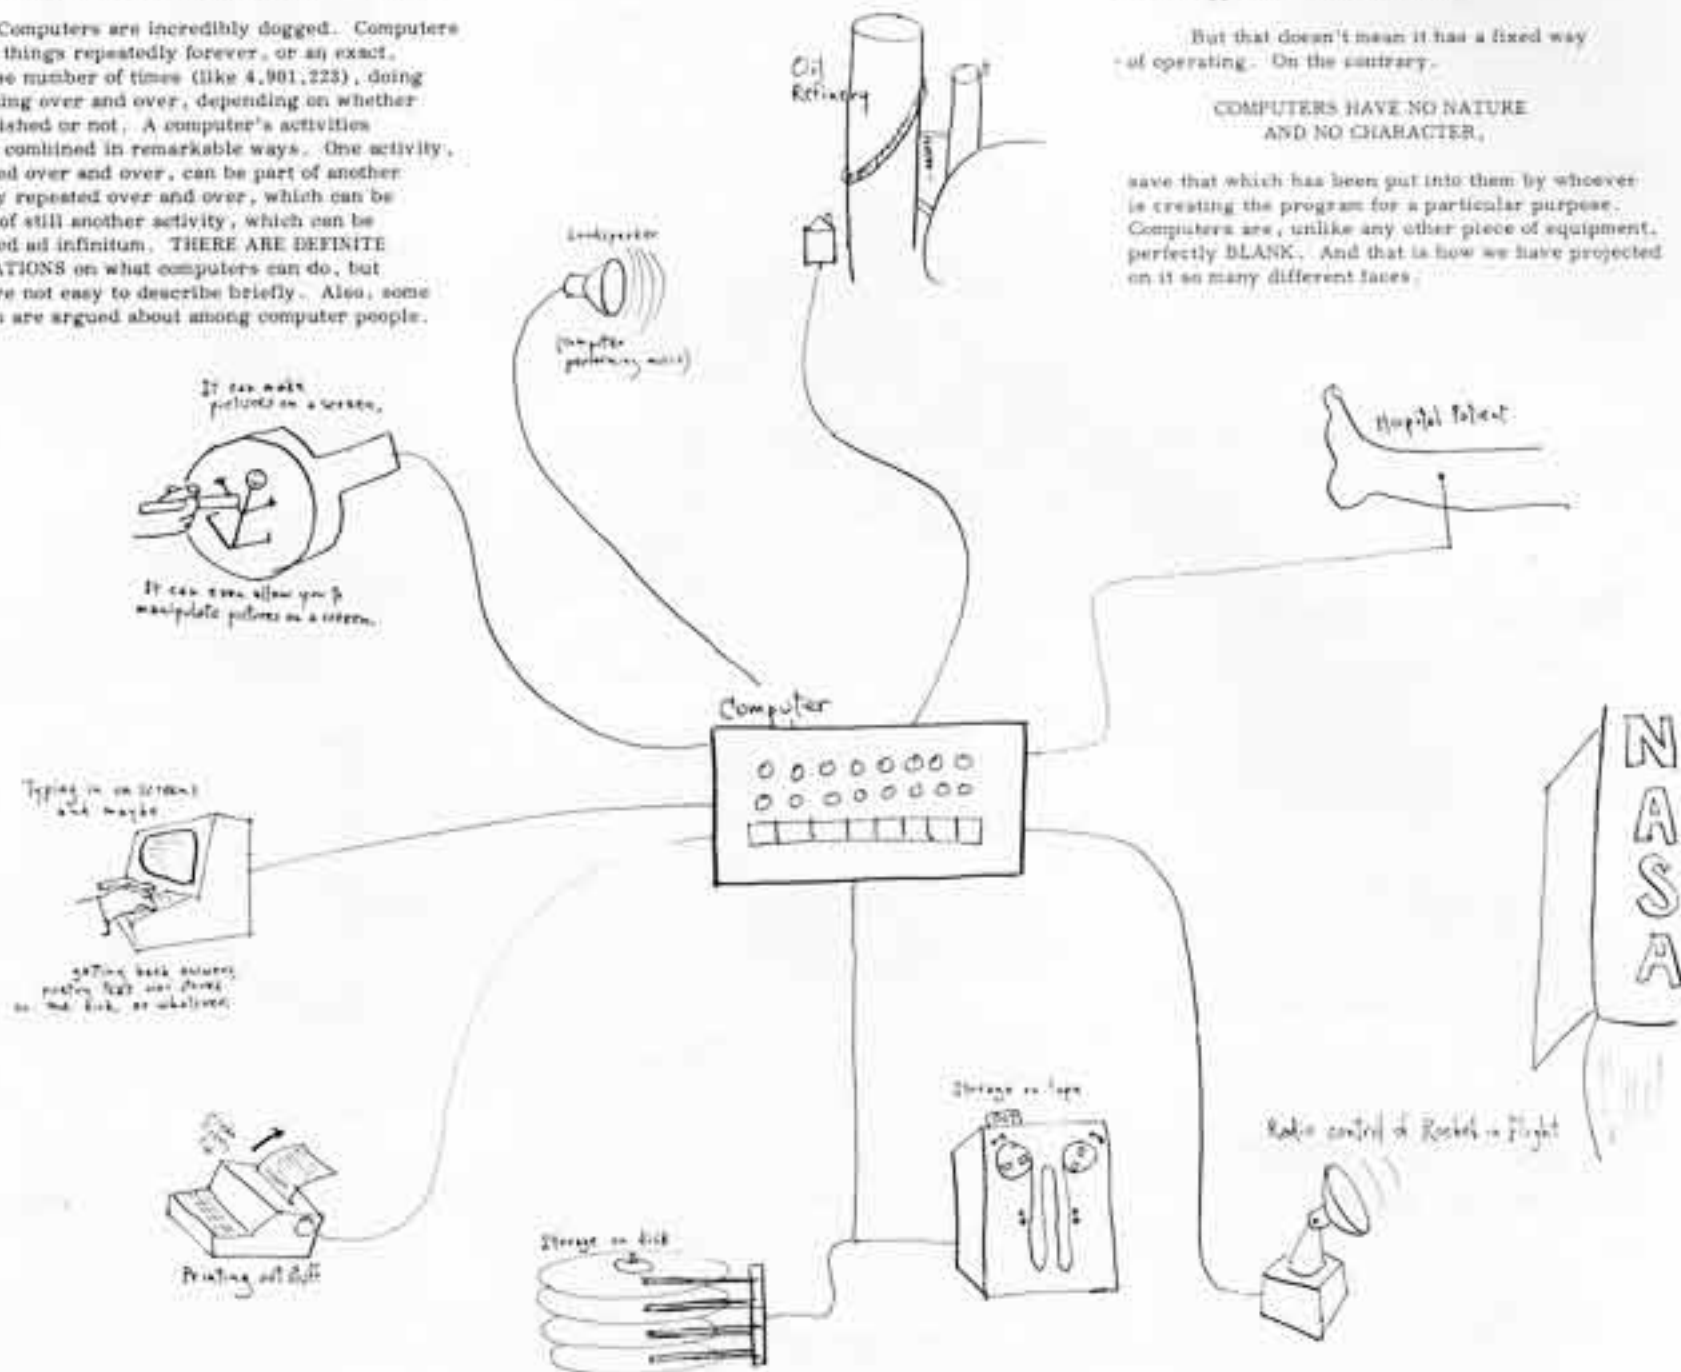 Computers are incredibly dogged. Computers
things repeatedly forever, or an exact,
number of times (like 4,901,223), doing
ing over and over, depending on whether
ished or not. A computer's activities
combined in remarkable ways. One activity,
ed over and over, can be part of another
y repeated over and over, which can be
of still another activity, which can be
ed ad infinitum. THERE ARE DEFINITE
ATIONS on what computers can do, but
re not easy to describe briefly. Also, some
are argued about among computer people.
But that doesn't mean it has a fixed way
of operating. On the contrary.
COMPUTERS HAVE NO NATURE
AND NO CHARACTER,
save that which has been put into them by whoever
is creating the program for a particular purpose.
Computers are, unlike any other piece of equipment,
perfectly BLANK. And that is how we have projected
on it so many different faces.
Oil
Refinery
Loudspeaker
(computer
performing music)
It can make
pictures on a screen.
It can even allow you to
manipulate pictures on a screen.
Hospital Patient
Computer
Typing in on screens
and maybe
getting back answers,
or whatever.
NASA
Printing out stuff
Storage on disk
Storage on tape
Radio control of Rocket in Flight